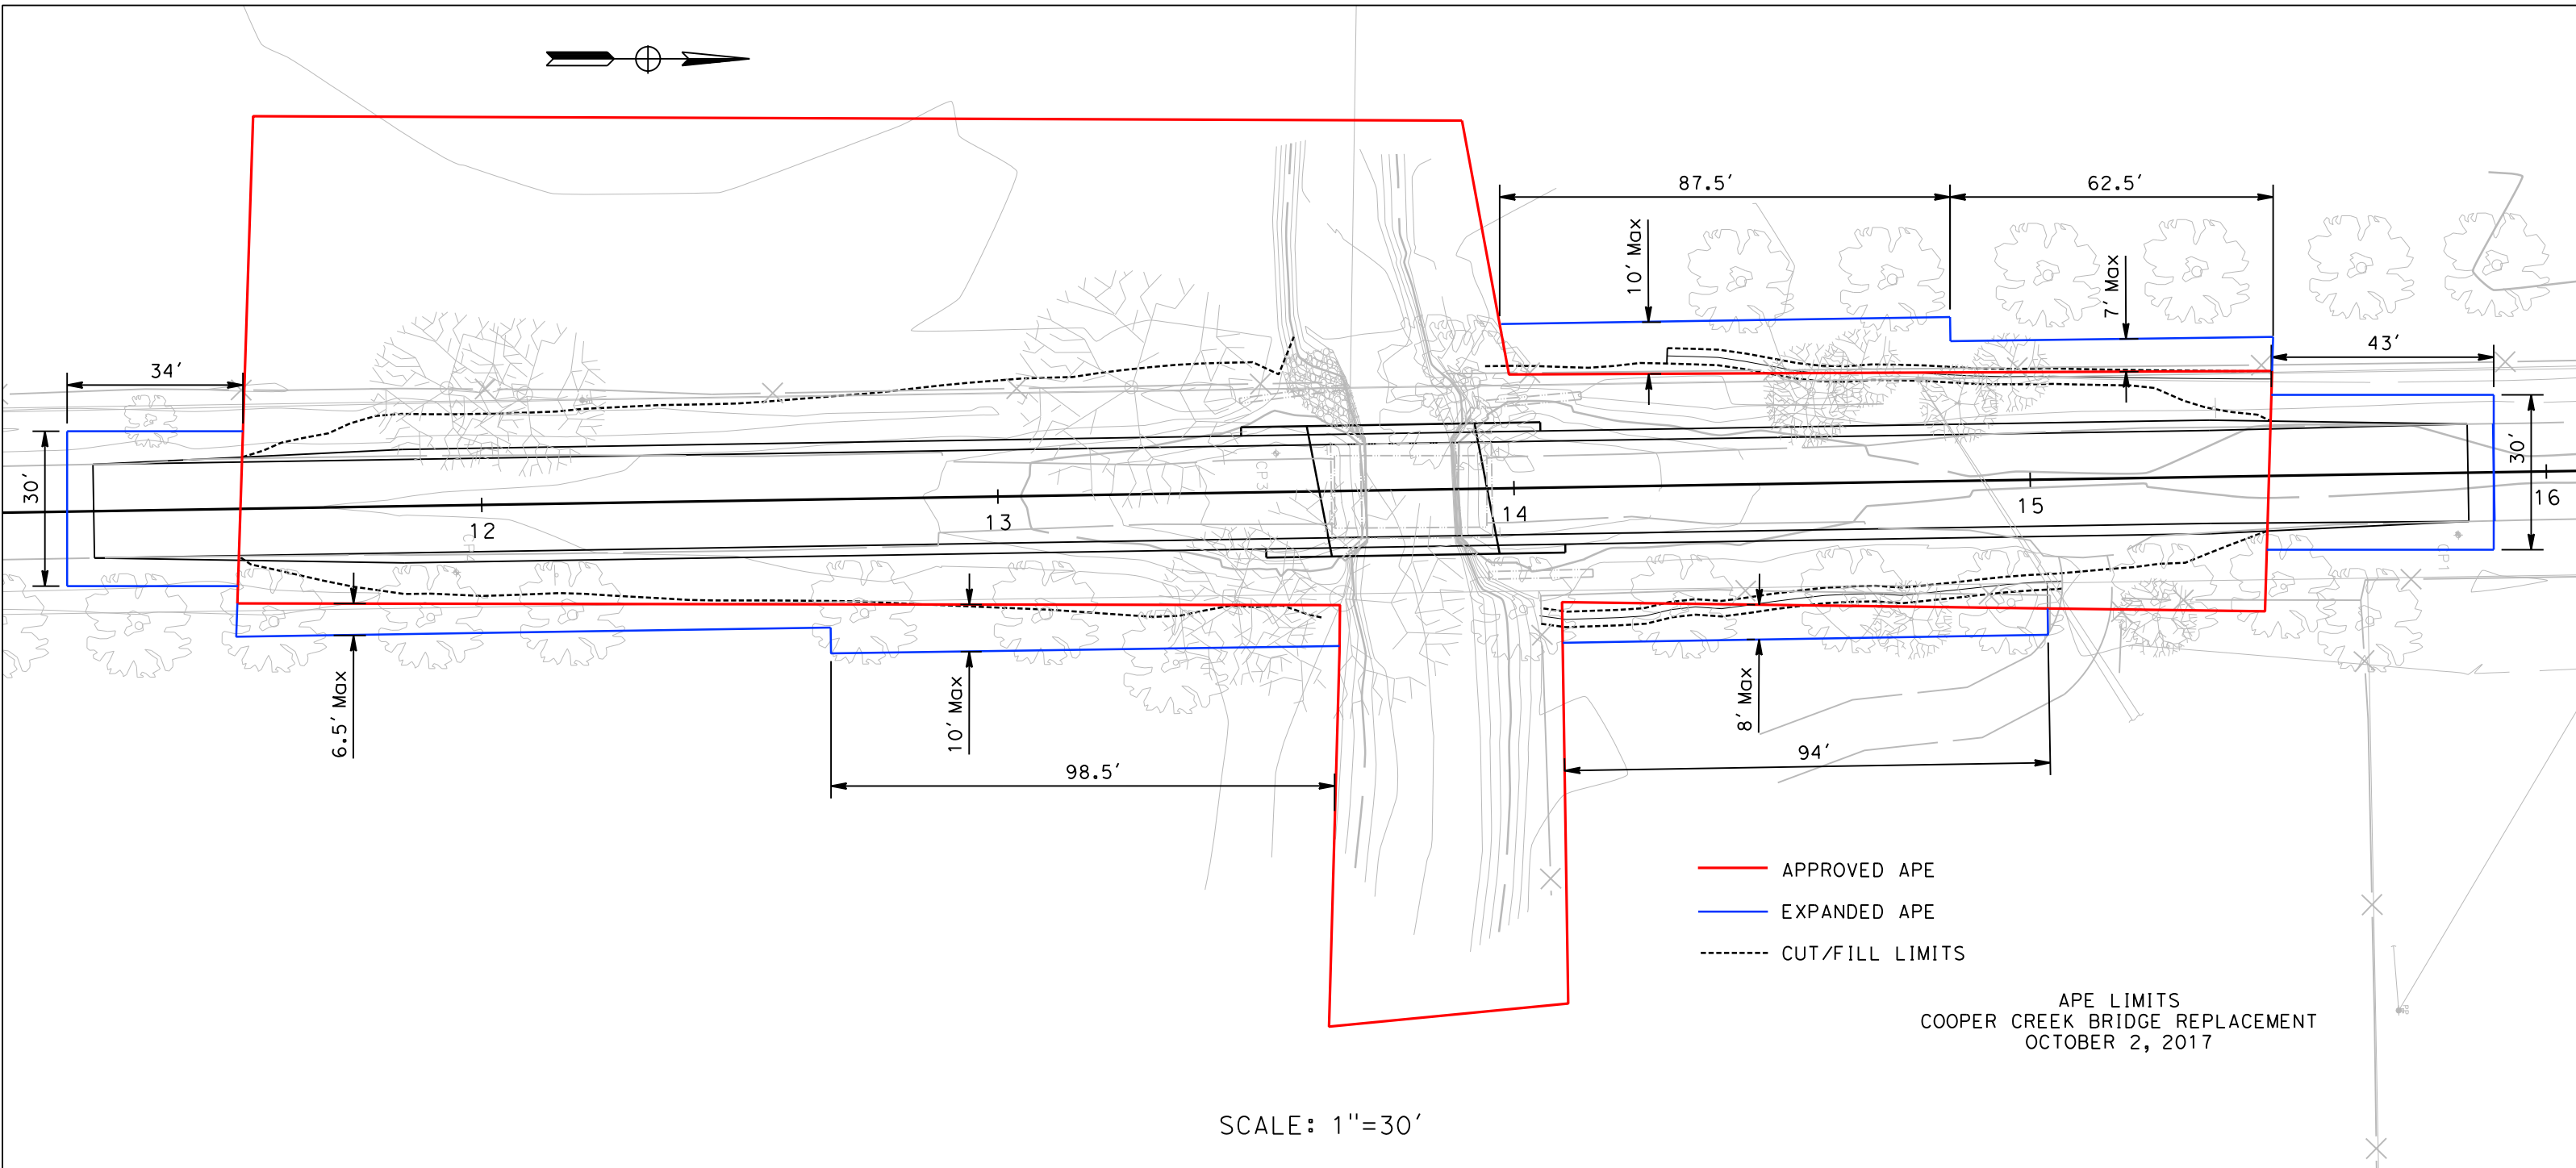 87.5′
62.5′
10′ Max
7′ Max
43′
34′
30′
30′
CP3
12
13
14
15
16
CP1
6.5′ Max
10′ Max
8′ Max
98.5′
94′
APPROVED APE
EXPANDED APE
CUT/FILL LIMITS
APE LIMITS
COOPER CREEK BRIDGE REPLACEMENT
OCTOBER 2, 2017
SCALE: 1"=30′